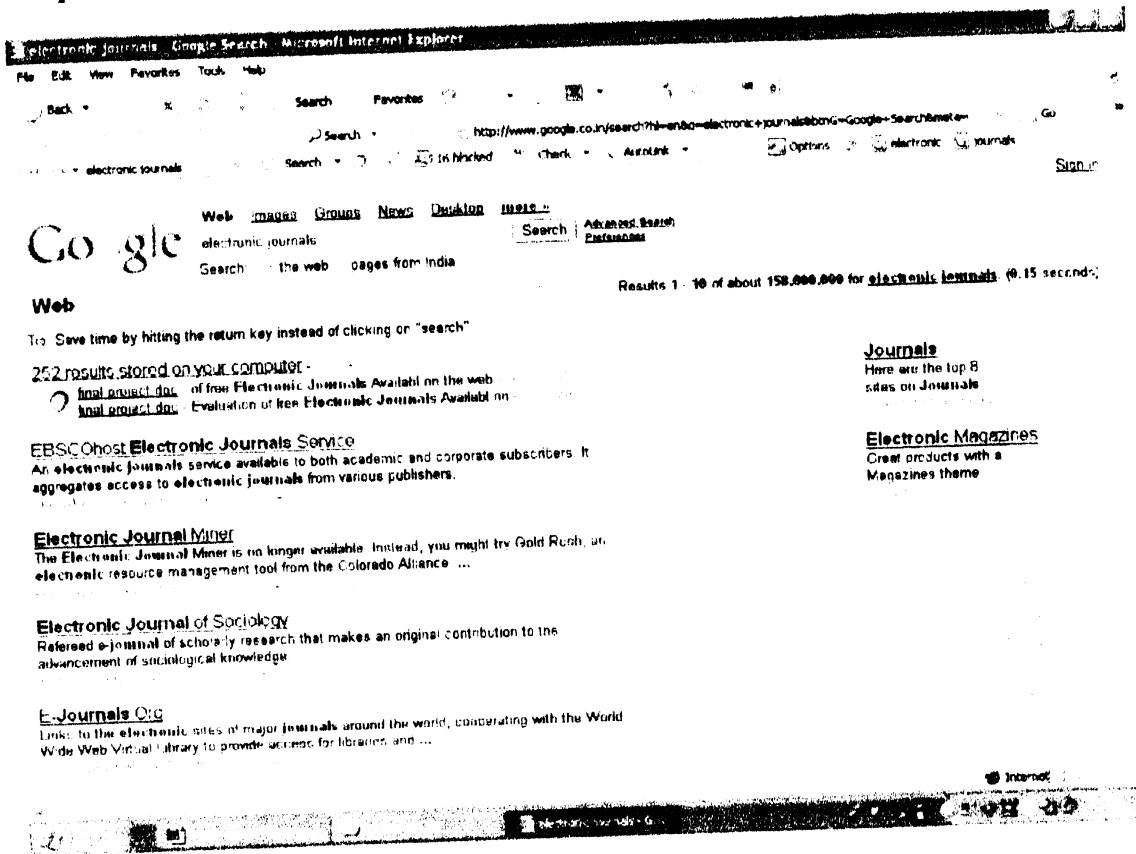 electronic journals - Google Search - Microsoft Internet Explorer
File Edit View Favorites Tools Help
Back Search Favorites
Search http://www.google.co.in/search?hl=en&q=electronic+journals&btnG=Google+Search&meta= Go
electronic journals Search 16 blocked Check AutoLink Options electronic journals
Sign in
Web Images Groups News Desktop more »
Google electronic journals Search Advanced Search
Preferences
Search: the web pages from India
Web Results 1 - 10 of about 158,000,000 for electronic journals. (0.15 seconds)
Tip: Save time by hitting the return key instead of clicking on "search"
252 results stored on your computer -
final project doc of free Electronic Journals Availabl on the web
final project doc - Evaluation of free Electronic Journals Availabl on -
Journals
Here are the top 8
sites on Journals
EBSCOhost Electronic Journals Service
An electronic journals service available to both academic and corporate subscribers. It
aggregates access to electronic journals from various publishers.
Electronic Magazines
Great products with a
Magazines theme
Electronic Journal Miner
The Electronic Journal Miner is no longer available. Instead, you might try Gold Rush, an
electronic resource management tool from the Colorado Alliance ...
Electronic Journal of Sociology
Refereed e-journal of scholarly research that makes an original contribution to the
advancement of sociological knowledge
E-Journals Org
Links to the electronic sites of major journals around the world, cooperating with the World
Wide Web Virtual Library to provide access for libraries and ...
Internet
electronic journals - G...